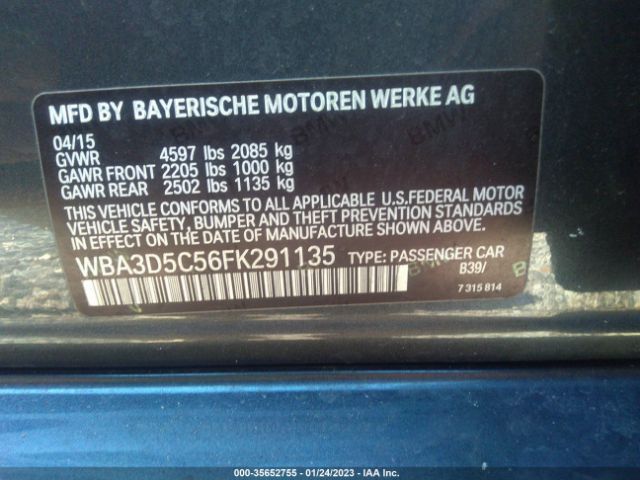 MFD BY BAYERISCHE MOTOREN WERKE AG
04/15
GVWR 4597 lbs 2085 kg
GAWR FRONT 2205 lbs 1000 kg
GAWR REAR 2502 lbs 1135 kg
THIS VEHICLE CONFORMS TO ALL APPLICABLE U.S.FEDERAL MOTOR
VEHICLE SAFETY, BUMPER AND THEFT PREVENTION STANDARDS
IN EFFECT ON THE DATE OF MANUFACTURE SHOWN ABOVE.
WBA3D5C56FK291135 TYPE: PASSENGER CAR
B39/
7 315 814
000-35652755 - 01/24/2023 - IAA Inc.